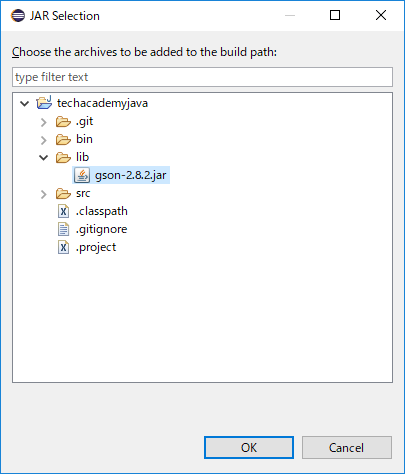 JAR Selection
Choose the archives to be added to the build path:
type filter text
techacademyjava
.git
bin
lib
gson-2.8.2.jar
src
.classpath
.gitignore
.project
OK
Cancel